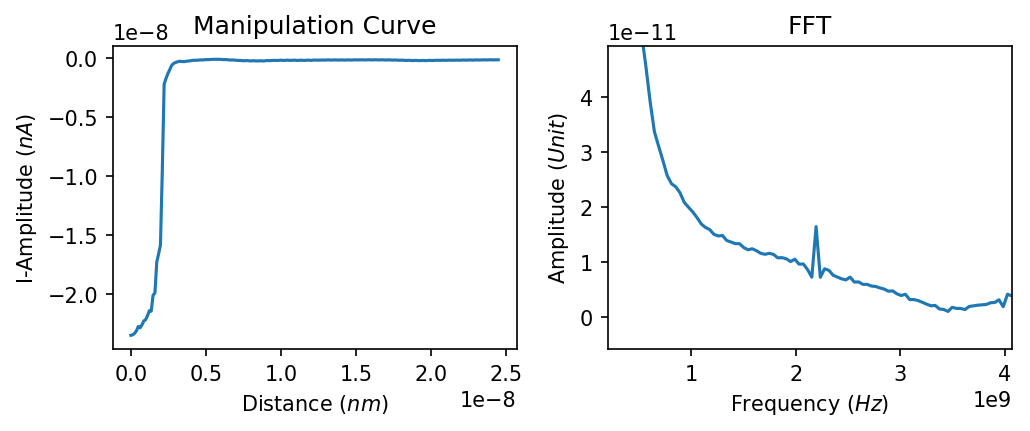 Manipulation Curve
1e−8
0.0
−0.5
−1.0
−1.5
−2.0
I-Amplitude (nA)
0.0 0.5 1.0 1.5 2.0 2.5
1e−8
Distance (nm)
FFT
1e−11
4
3
2
1
0
Amplitude (Unit)
1 2 3 4
1e9
Frequency (Hz)